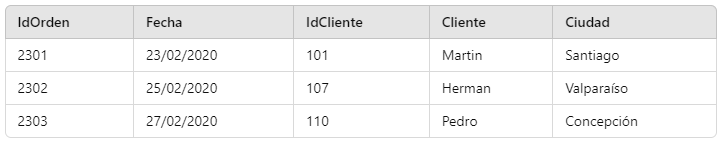 IdOrden Fecha IdCliente Cliente Ciudad
2301 23/02/2020 101 Martin Santiago
2302 25/02/2020 107 Herman Valparaíso
2303 27/02/2020 110 Pedro Concepción